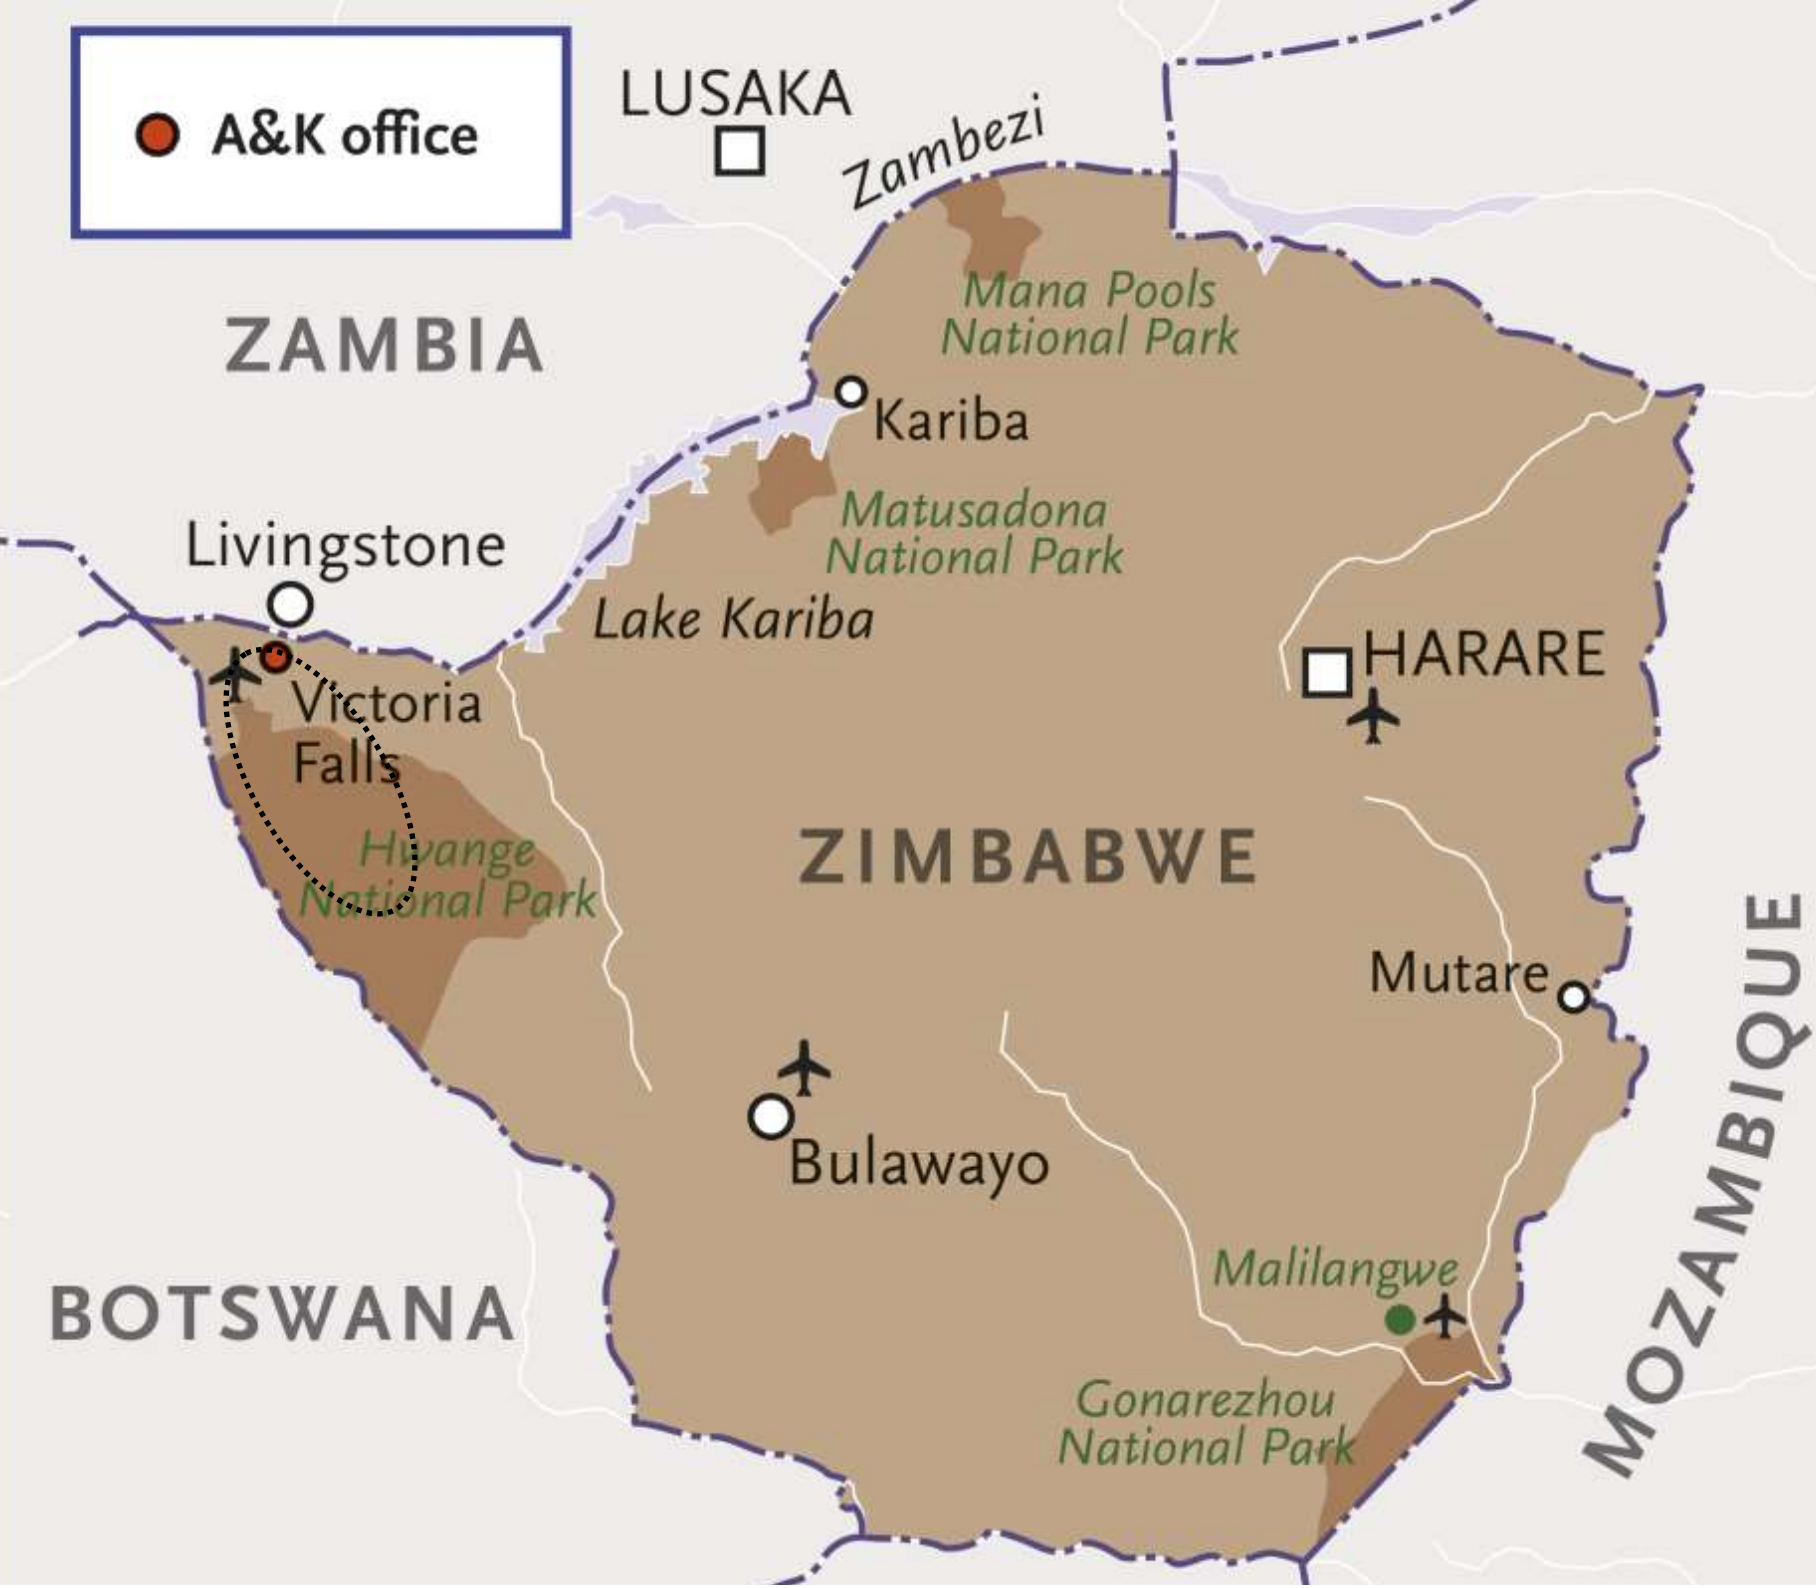 A&K office
LUSAKA
Zambezi
Mana Pools
National Park
ZAMBIA
Kariba
Matusadona
National Park
Livingstone
Lake Kariba
HARARE
Victoria
Falls
Hwange
National Park
ZIMBABWE
Mutare
MOZAMBIQUE
Bulawayo
Malilangwe
BOTSWANA
Gonarezhou
National Park